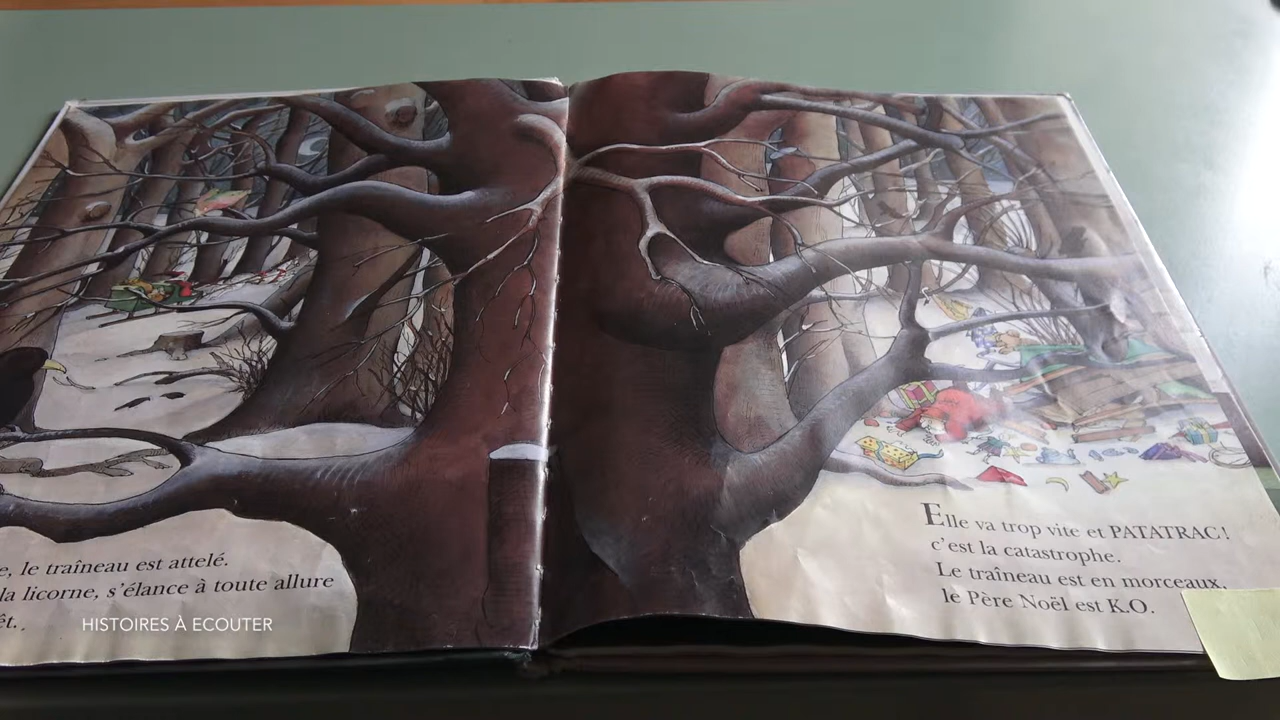 e, le traîneau est attelé.
la licorne, s'élance à toute allure
êt.
HISTOIRES À ECOUTER
Elle va trop vite et PATATRAC!
c'est la catastrophe.
Le traîneau est en morceaux,
le Père Noël est K.O.